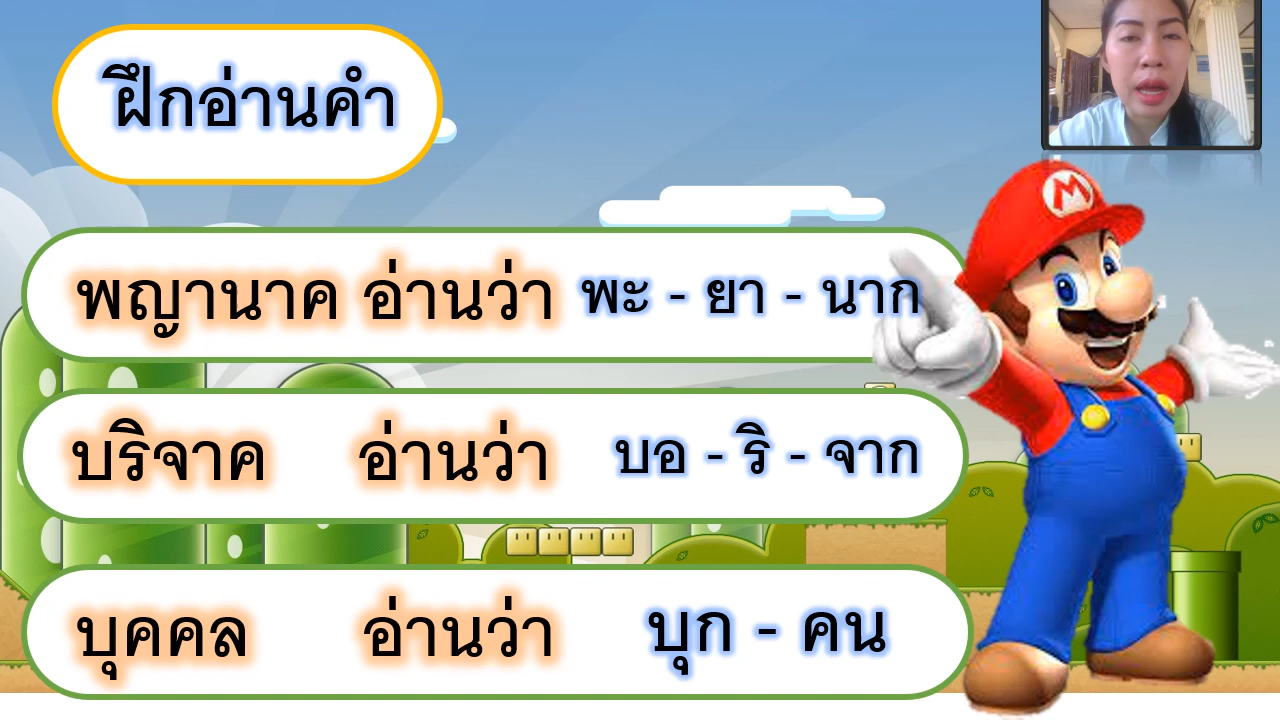 ฝึกอ่านคำ
พญานาค อ่านว่า พะ - ยา - นาก
บริจาค อ่านว่า บอ - ริ - จาก
บุคคล อ่านว่า บุก - คน
M